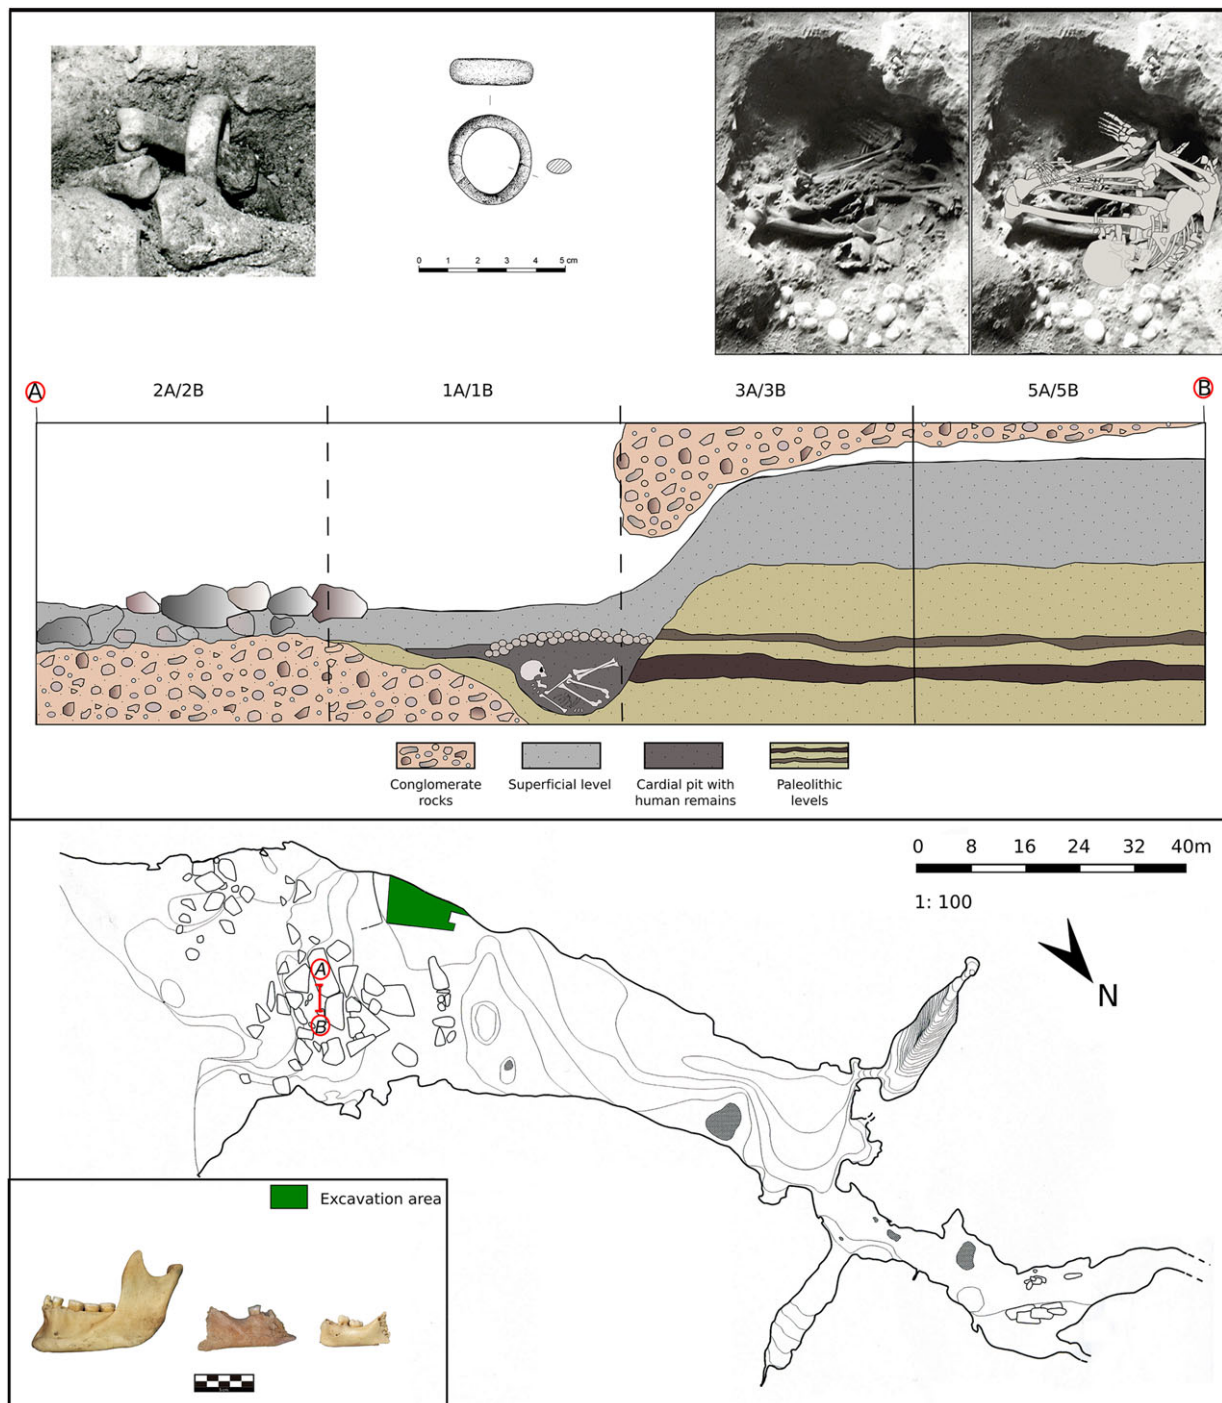 0 1 2 3 4 5 cm
A 2A/2B 1A/1B 3A/3B 5A/5B B
Conglomerate
rocks
Superficial level
Cardial pit with
human remains
Paleolithic
levels
0 8 16 24 32 40m
1: 100
N
A
B
Excavation area